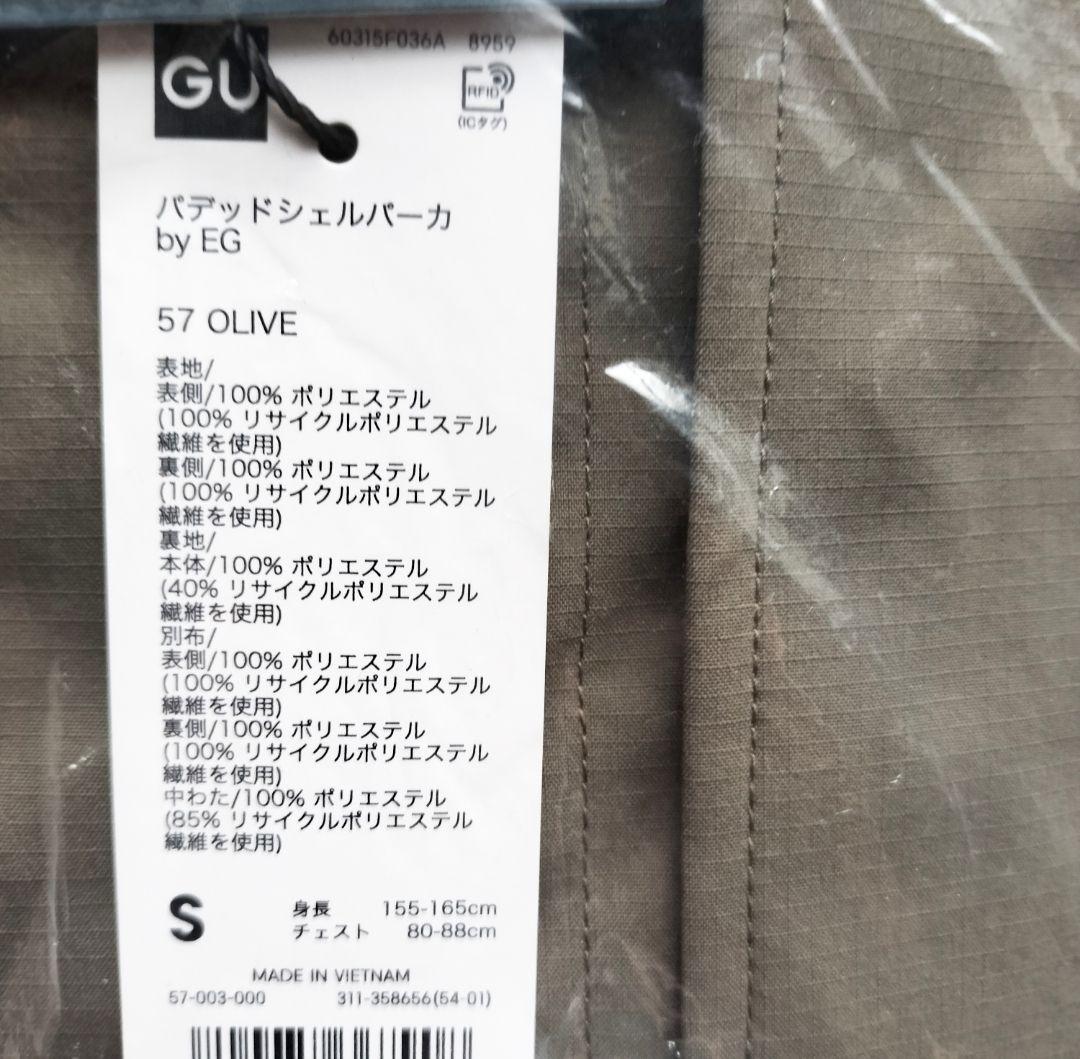 60315F036A 8959
GU
RFID
(ICタグ)
パデッドシェルパーカ
by EG
57 OLIVE
表地/
表側/100% ポリエステル
(100% リサイクルポリエステル
繊維を使用)
裏側/100% ポリエステル
(100% リサイクルポリエステル
繊維を使用)
裏地/
本体/100% ポリエステル
(40% リサイクルポリエステル
繊維を使用)
別布/
表側/100% ポリエステル
(100% リサイクルポリエステル
繊維を使用)
裏側/100% ポリエステル
(100% リサイクルポリエステル
繊維を使用)
中わた/100% ポリエステル
(85% リサイクルポリエステル
繊維を使用)
S
身長 155-165cm
チェスト 80-88cm
MADE IN VIETNAM
57-003-000 311-358656(54-01)